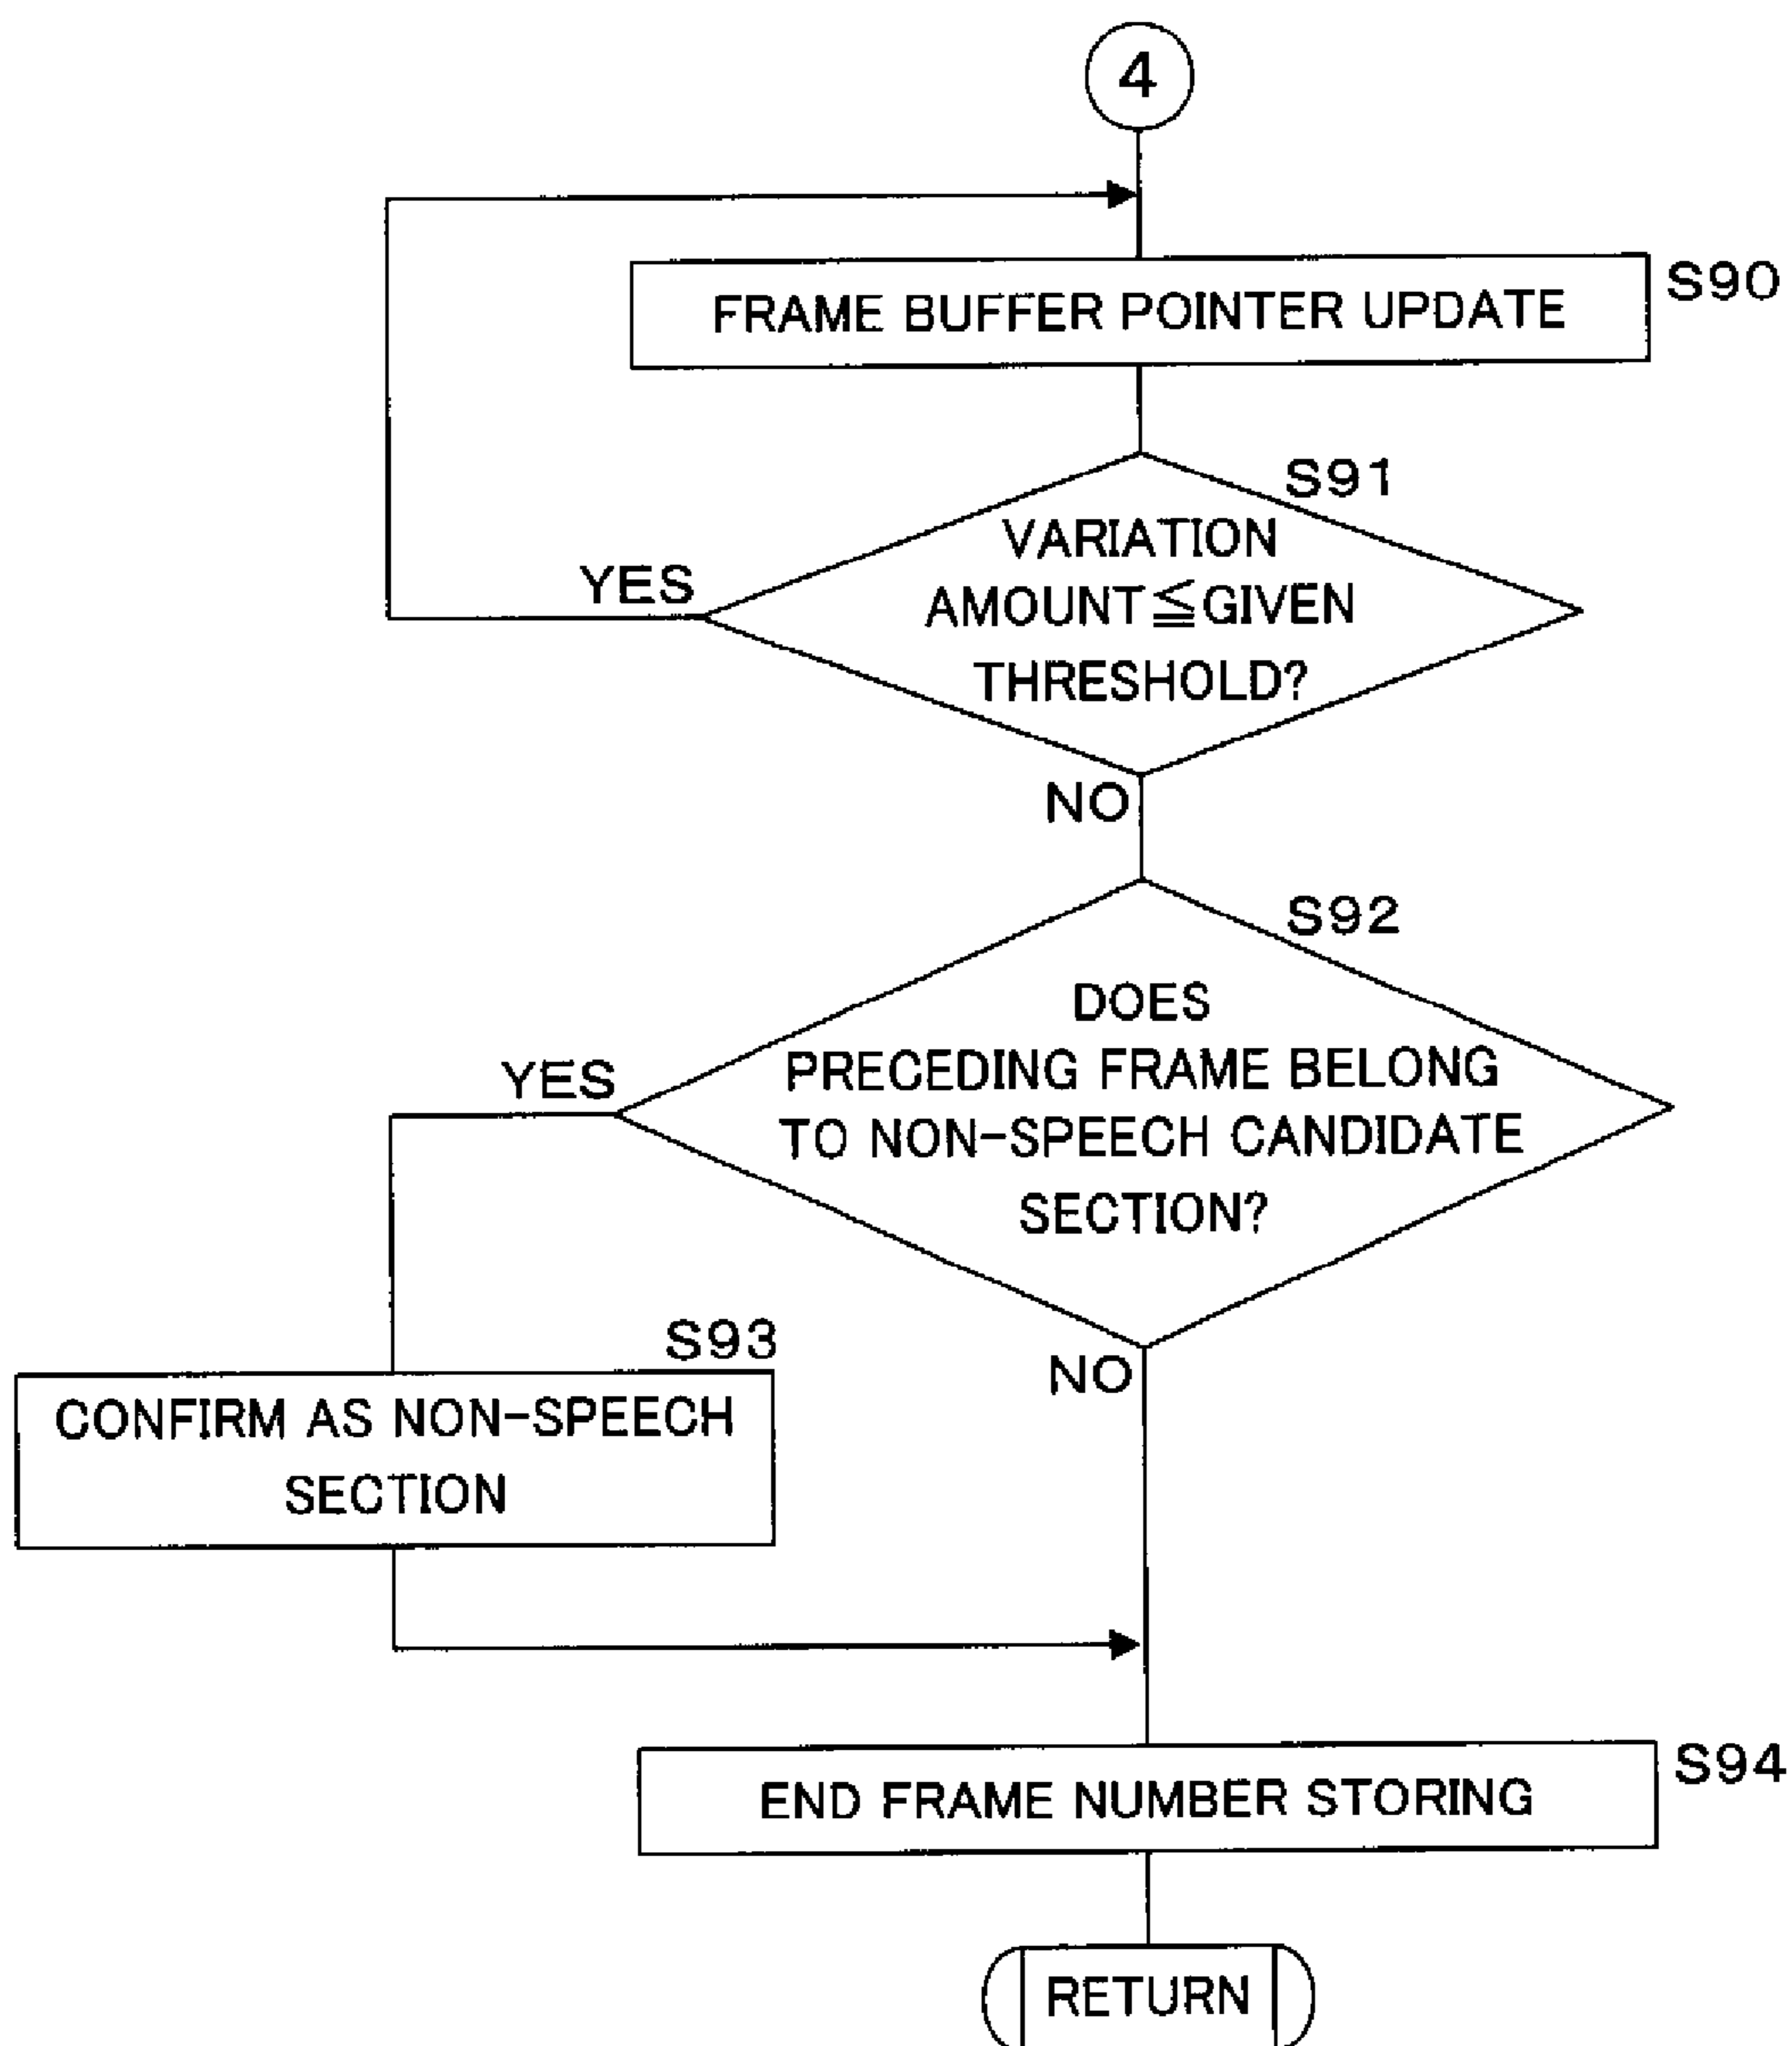 4
FRAME BUFFER POINTER UPDATE
S90
S91
VARIATION
AMOUNT≦GIVEN
THRESHOLD?
YES
NO
S92
DOES
PRECEDING FRAME BELONG
TO NON-SPEECH CANDIDATE
SECTION?
YES
NO
S93
CONFIRM AS NON-SPEECH
SECTION
END FRAME NUMBER STORING
S94
RETURN